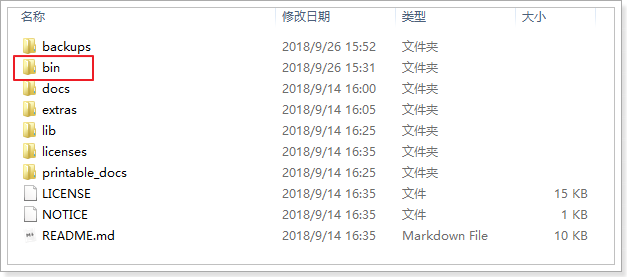 名称 修改日期 类型 大小
backups 2018/9/26 15:52 文件夹
bin 2018/9/26 15:31 文件夹
docs 2018/9/14 16:00 文件夹
extras 2018/9/14 16:25 文件夹
lib 2018/9/14 16:25 文件夹
licenses 2018/9/14 16:35 文件夹
printable_docs 2018/9/14 16:25 文件夹
LICENSE 2018/9/14 16:35 文件 15 KB
NOTICE 2018/9/14 16:35 文件 1 KB
README.md 2018/9/14 16:35 Markdown File 10 KB